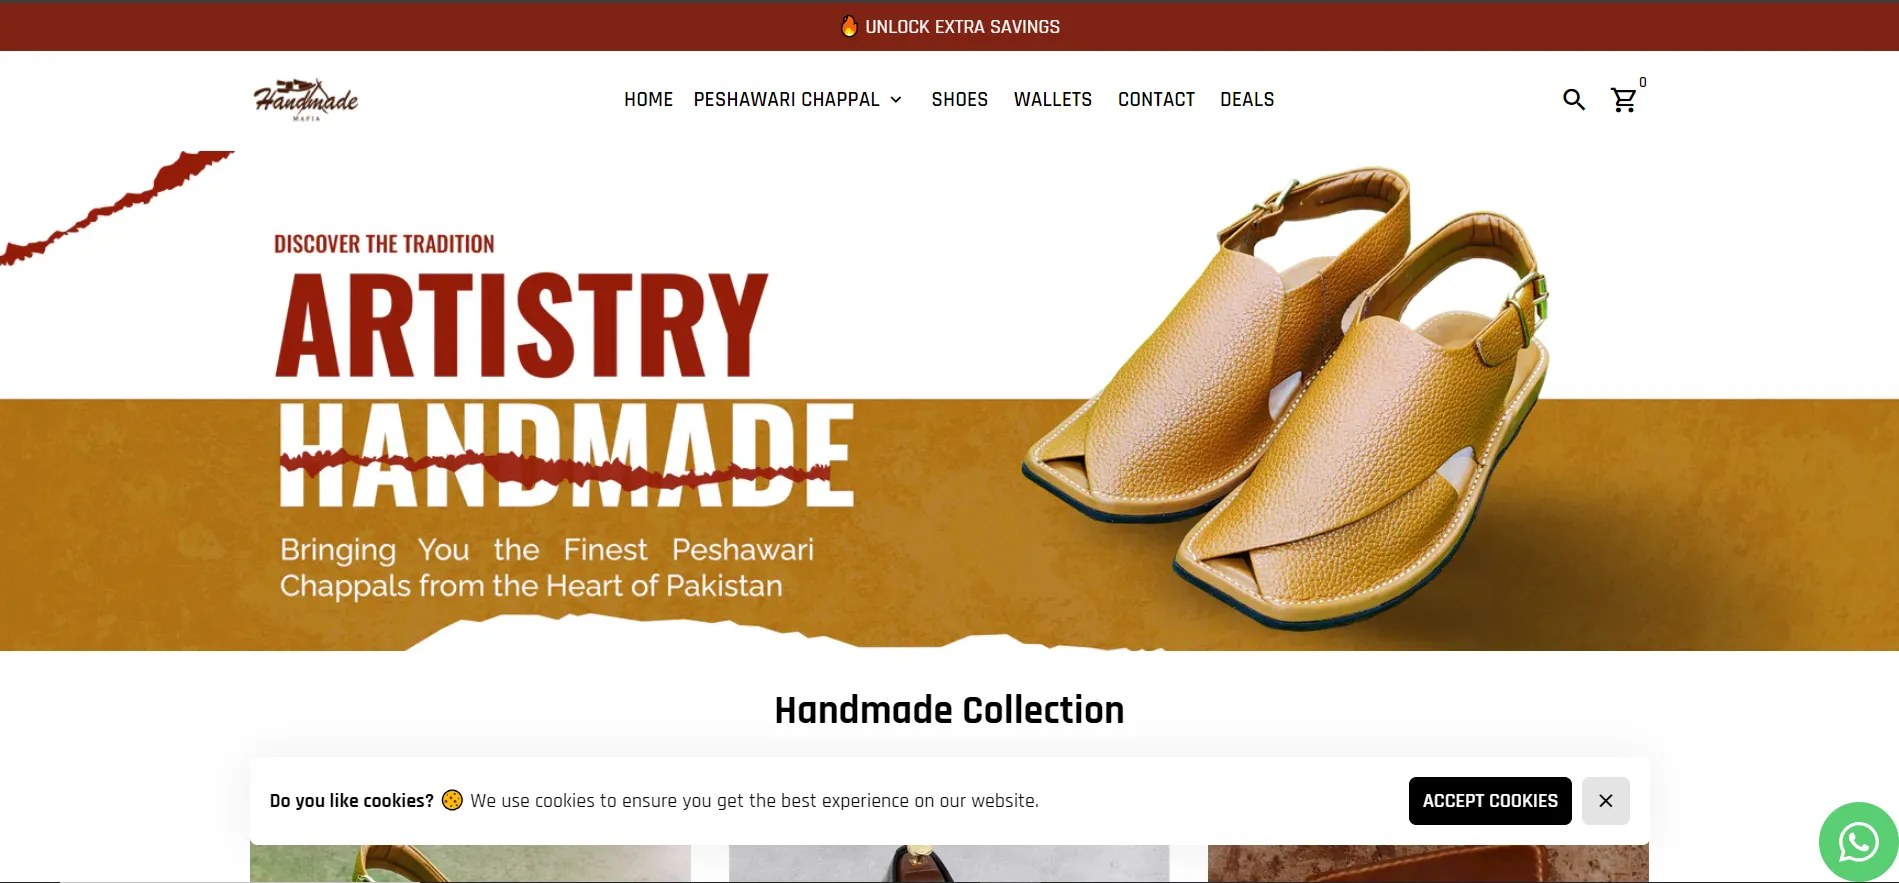 🔥 UNLOCK EXTRA SAVINGS
Handmade
MAFIA
HOME PESHAWARI CHAPPAL SHOES WALLETS CONTACT DEALS
0
DISCOVER THE TRADITION
ARTISTRY
HANDMADE
Bringing You the Finest Peshawari
Chappals from the Heart of Pakistan
Handmade Collection
Do you like cookies? 🍪 We use cookies to ensure you get the best experience on our website.
ACCEPT COOKIES